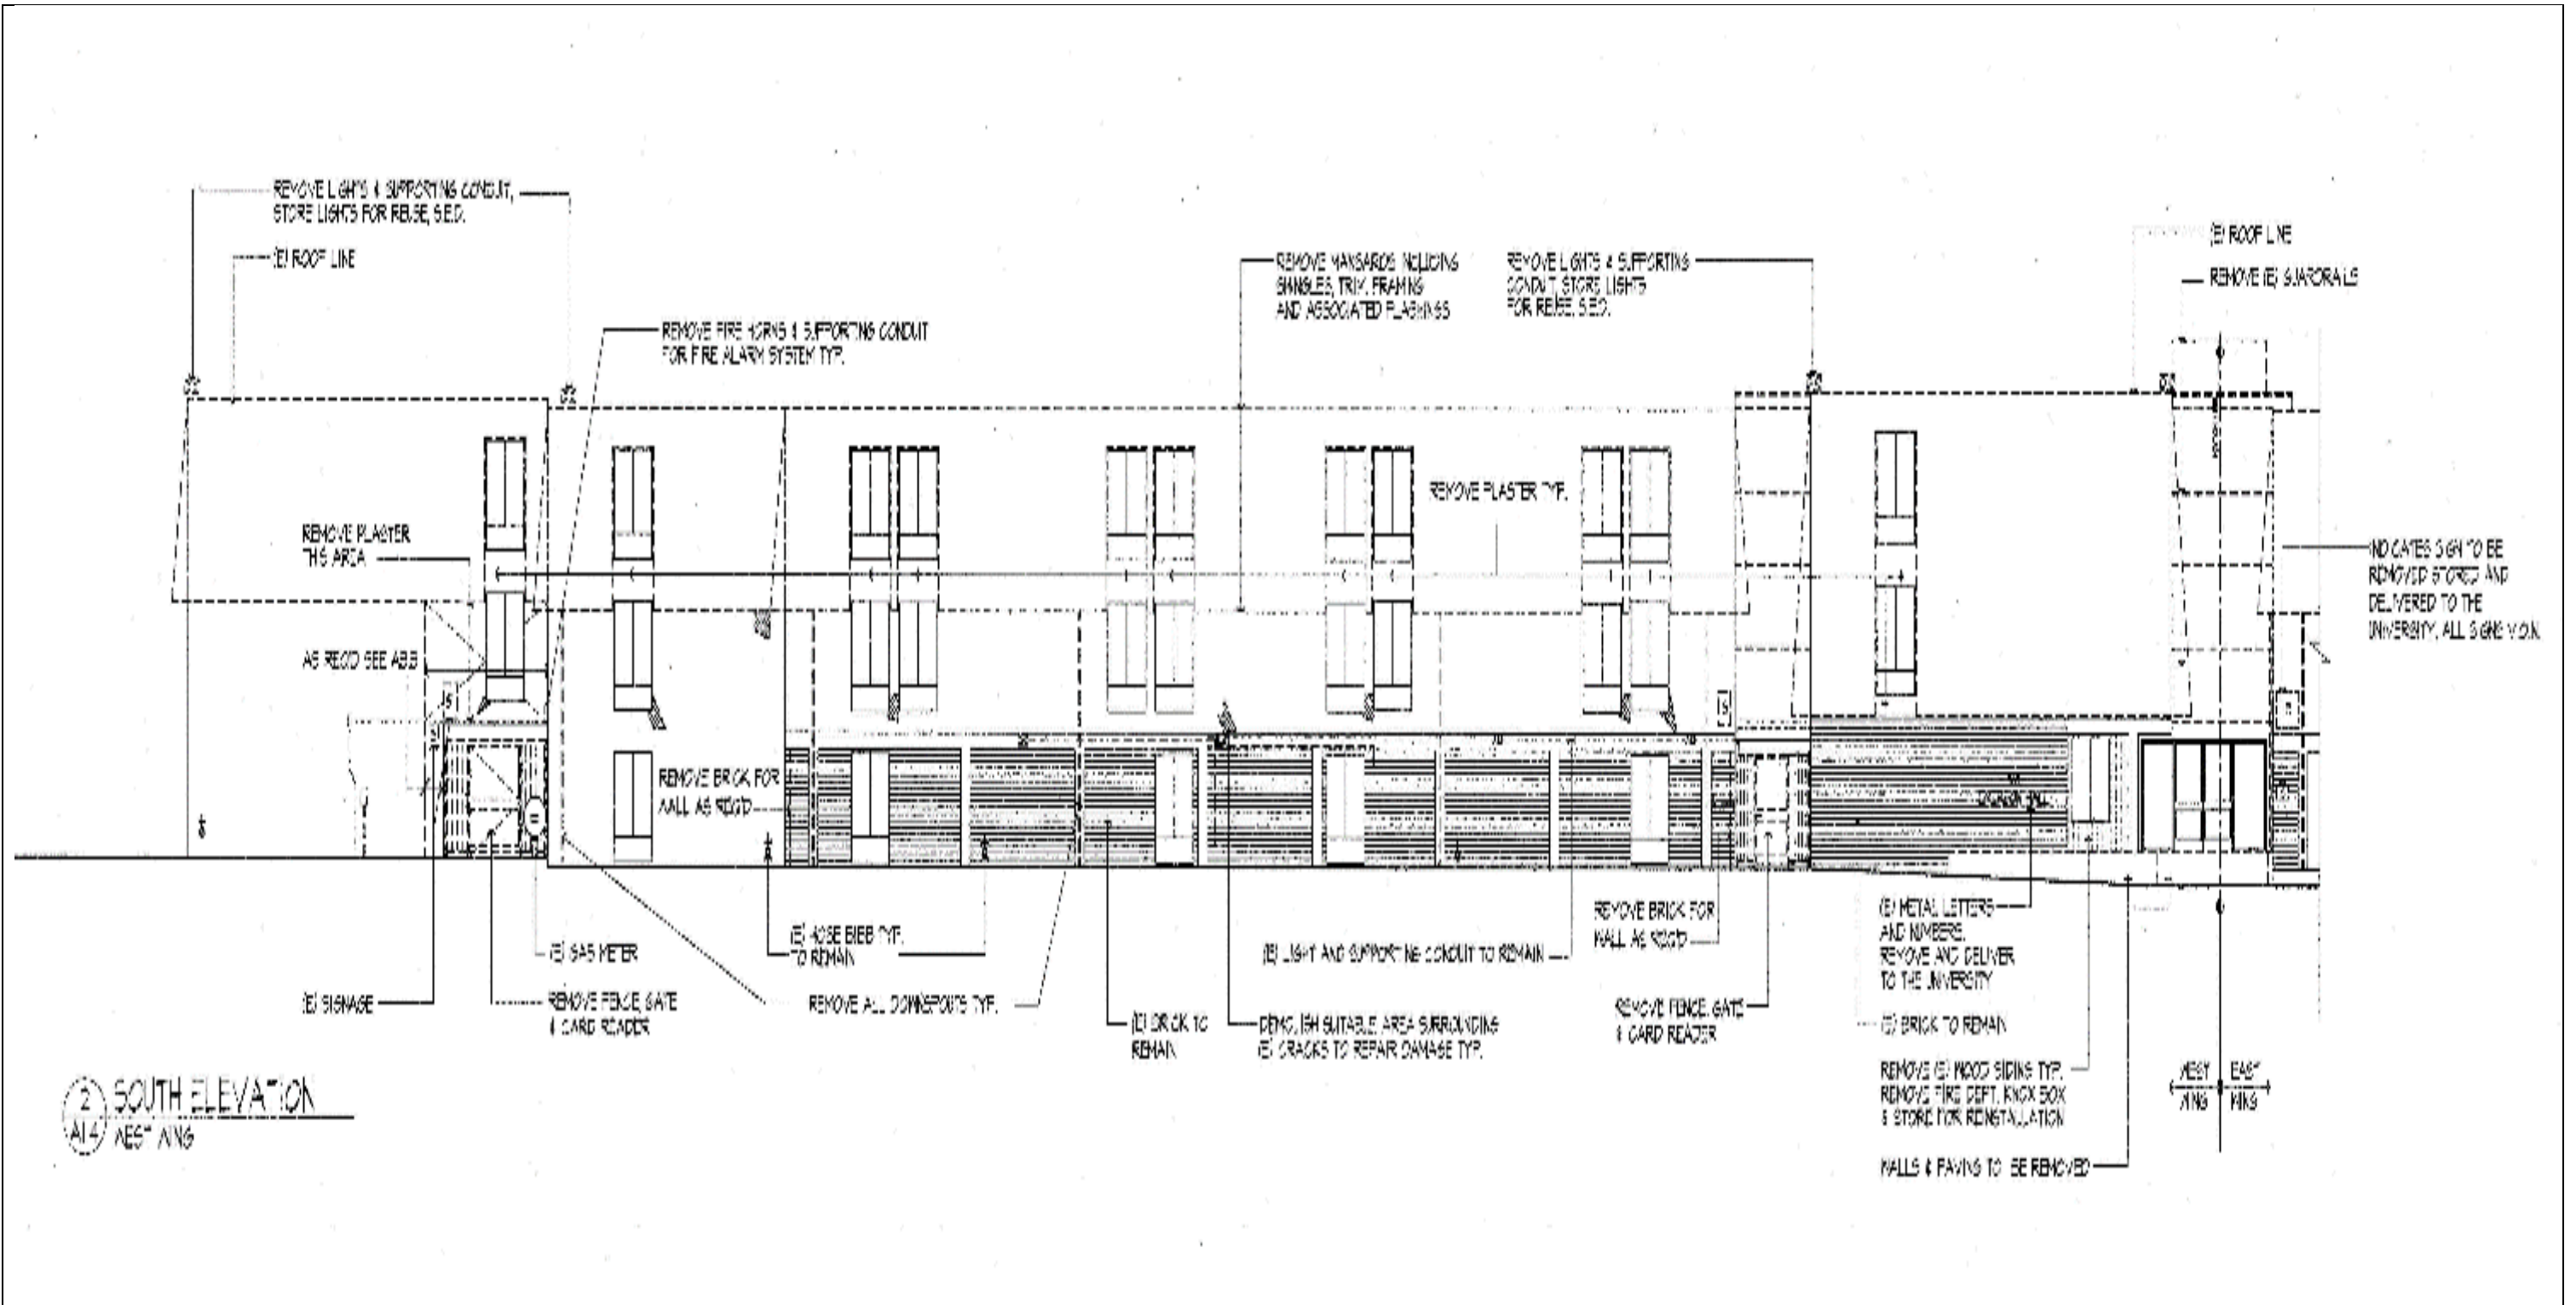 REMOVE LIGHTS & SUPPORTING CONDUIT,
STORE LIGHTS FOR REUSE, S.E.D.
(E) ROOF LINE
REMOVE FIRE HORNS & SUPPORTING CONDUIT
FOR FIRE ALARM SYSTEM TYP.
REMOVE MANSARDS INCLUDING
SHINGLES, TRIM, FRAMING
AND ASSOCIATED FLASHINGS
REMOVE LIGHTS & SUPPORTING
CONDUIT, STORE LIGHTS
FOR REUSE, S.E.D.
(E) ROOF LINE
REMOVE (E) GUARDRAILS
REMOVE PLASTER
THIS AREA
REMOVE PLASTER TYP.
INDICATES SIGN TO BE
REMOVED STORED AND
DELIVERED TO THE
UNIVERSITY, ALL SIGNS U.O.N.
AS REQ'D SEE
REMOVE BRICK FOR
WALL AS REQ'D
(E) GAS METER
(E) HOSE BIBB TYP.
TO REMAIN
(E) LIGHT AND SUPPORTING CONDUIT TO REMAIN
REMOVE BRICK FOR
WALL AS REQ'D
(E) METAL LETTERS
AND NUMBERS,
REMOVE AND DELIVER
TO THE UNIVERSITY
(E) SIGNAGE
REMOVE FENCE, GATE
& CARD READER
REMOVE ALL DOWNSPOUTS TYP.
(E) BRICK TO
REMAIN
DEMOLISH SUITABLE AREA SURROUNDING
(E) CRACKS TO REPAIR DAMAGE TYP.
REMOVE FENCE, GATE
& CARD READER
(E) BRICK TO REMAIN
REMOVE (E) WOOD SIDING TYP.
REMOVE FIRE DEPT. KNOX BOX
& STORE FOR REINSTALLATION
WALLS & PAVING TO BE REMOVED
WEST EAST
WING WING
2 SOUTH ELEVATION
A1.4 WEST WING